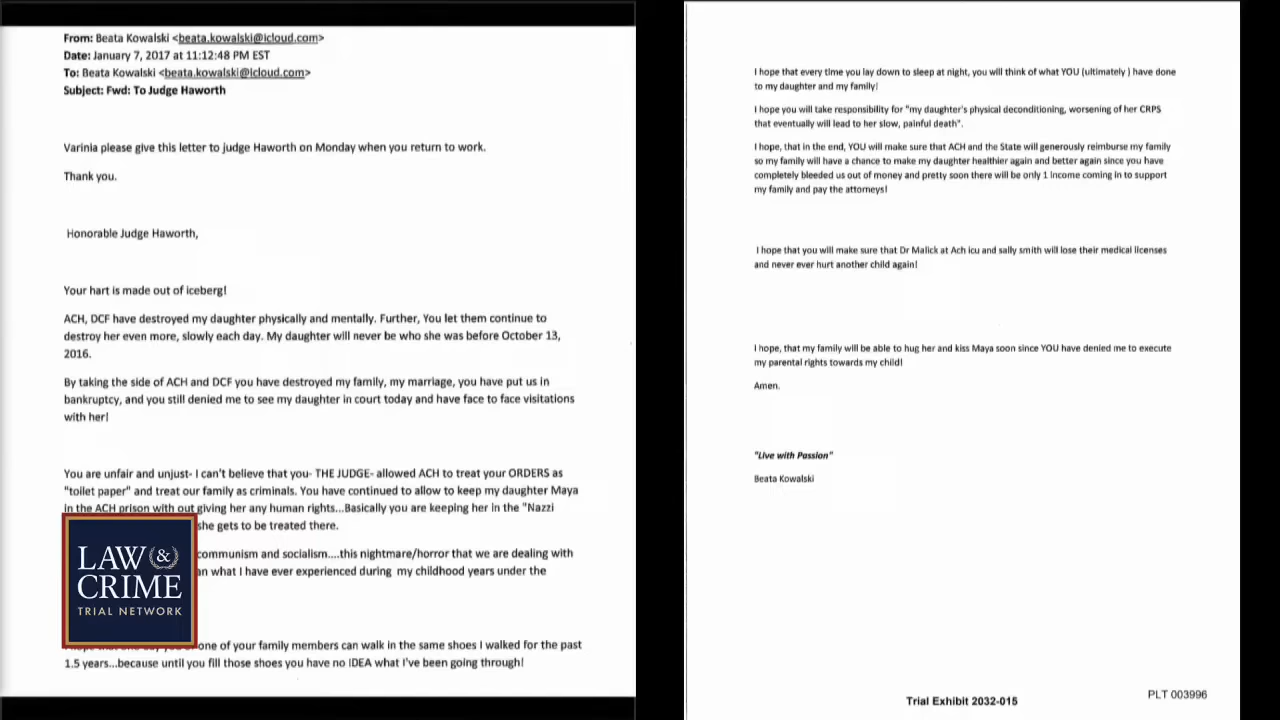 From: Beata Kowalski <beata.kowalski@icloud.com>
Date: January 7, 2017 at 11:12:48 PM EST
To: Beata Kowalski <beata.kowalski@icloud.com>
Subject: Fwd: To Judge Haworth
Varinia please give this letter to judge Haworth on Monday when you return to work.
Thank you.
Honorable Judge Haworth,
Your hart is made out of iceberg!
ACH, DCF have destroyed my daughter physically and mentally. Further, You let them continue to
destroy her even more, slowly each day. My daughter will never be who she was before October 13,
2016.
By taking the side of ACH and DCF you have destroyed my family, my marriage, you have put us in
bankruptcy, and you still denied me to see my daughter in court today and have face to face visitations
with her!
You are unfair and unjust- I can't believe that you- THE JUDGE- allowed ACH to treat your ORDERS as
"toilet paper" and treat our family as criminals. You have continued to allow to keep my daughter Maya
in the ACH prison with out giving her any human rights...Basically you are keeping her in the "Nazzi
she gets to be treated there.
communism and socialism....this nightmare/horror that we are dealing with
an what I have ever experienced during my childhood years under the
one of your family members can walk in the same shoes I walked for the past
1.5 years...because until you fill those shoes you have no IDEA what I've been going through!
LAW &
CRIME
TRIAL NETWORK
I hope that every time you lay down to sleep at night, you will think of what YOU (ultimately ) have done
to my daughter and my family!
I hope you will take responsibility for "my daughter's physical deconditioning, worsening of her CRPS
that eventually will lead to her slow, painful death".
I hope, that in the end, YOU will make sure that ACH and the State will generously reimburse my family
so my family will have a chance to make my daughter healthier again and better again since you have
completely bleeded us out of money and pretty soon there will be only 1 income coming in to support
my family and pay the attorneys!
I hope that you will make sure that Dr Malick at Ach icu and sally smith will lose their medical licenses
and never ever hurt another child again!
I hope, that my family will be able to hug her and kiss Maya soon since YOU have denied me to execute
my parental rights towards my child!
Amen.
"Live with Passion"
Beata Kowalski
Trial Exhibit 2032-015
PLT 003996